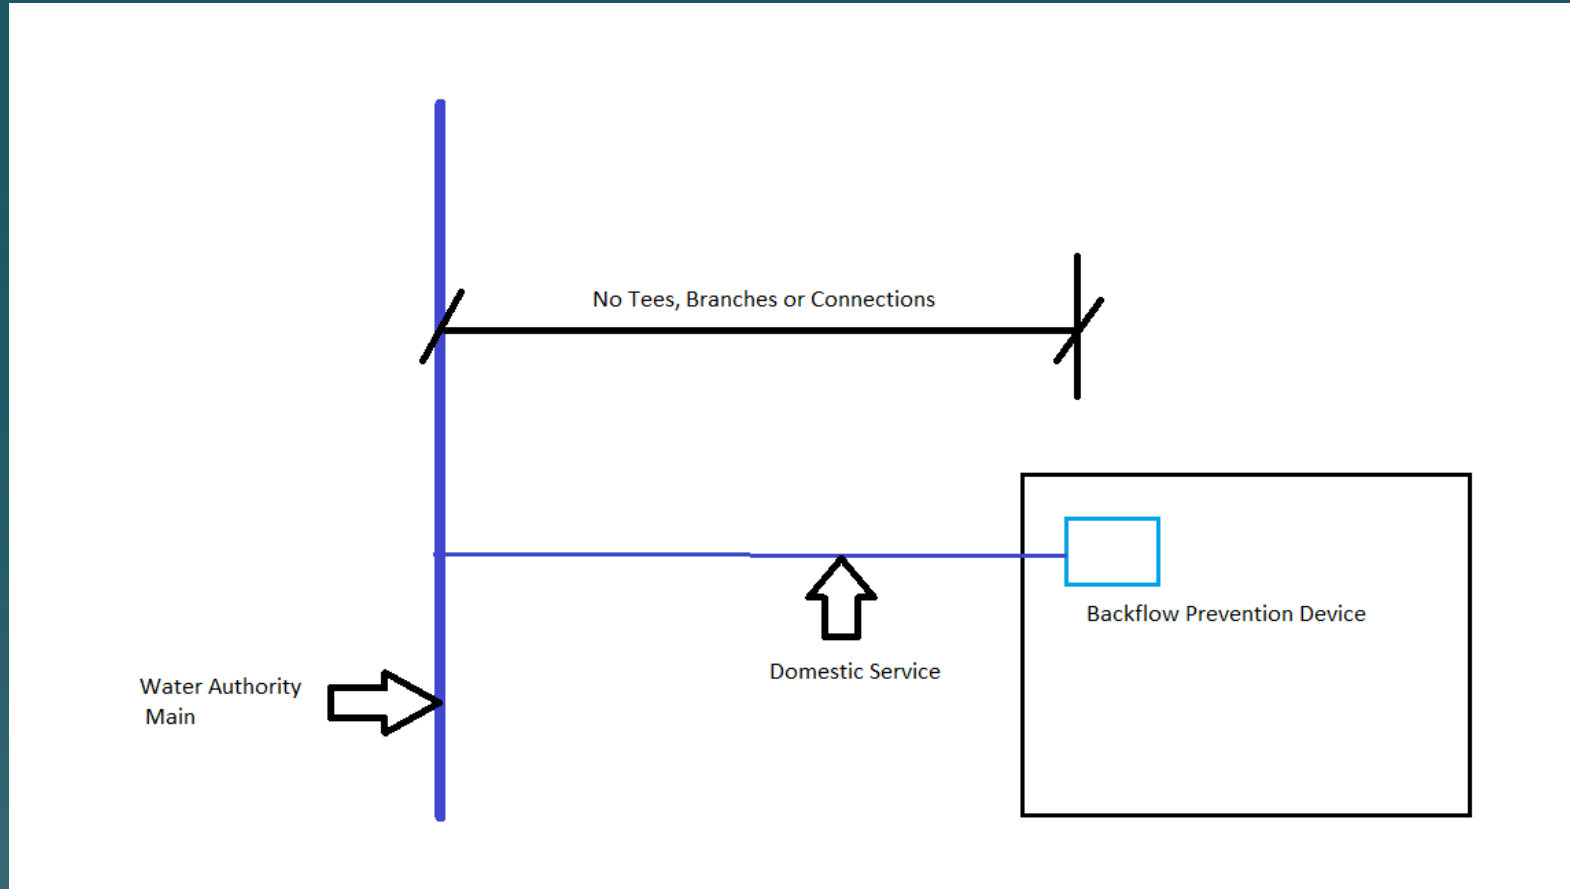 No Tees, Branches or Connections
Backflow Prevention Device
Domestic Service
Water Authority
Main